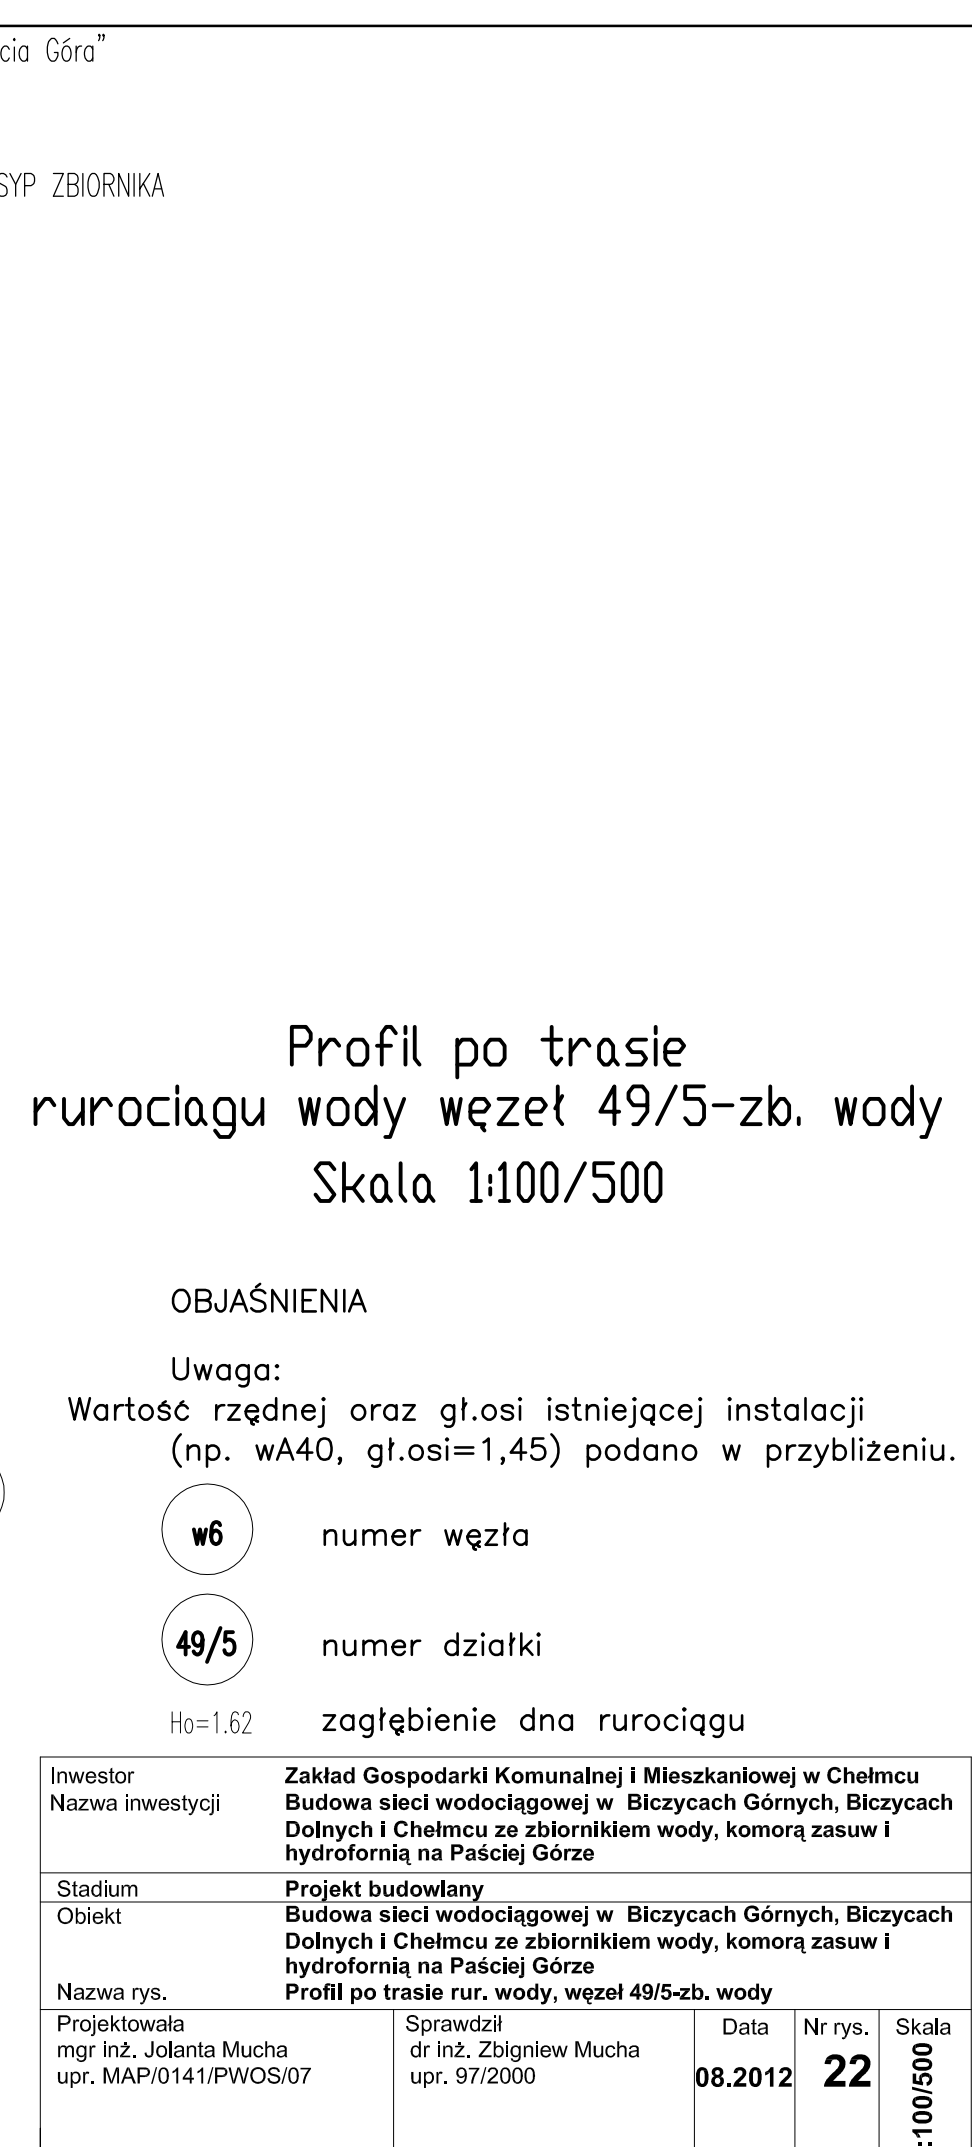 cia Góra"
SYP ZBIORNIKA
Profil po trasie
rurociagu wody węzeł 49/5-zb. wody
Skala 1:100/500
OBJAŚNIENIA
Uwaga:
Wartość rzędnej oraz gł.osi istniejącej instalacji
(np. wA40, gł.osi=1,45) podano w przybliżeniu.
w6 numer węzła
49/5 numer działki
Ho=1.62 zagłębienie dna rurociągu
Inwestor Zakład Gospodarki Komunalnej i Mieszkaniowej w Chełmcu
Nazwa inwestycji Budowa sieci wodociągowej w Biczycach Górnych, Biczycach
Dolnych i Chełmcu ze zbiornikiem wody, komorą zasuw i
hydrofornią na Paściej Górze
Stadium Projekt budowlany
Obiekt Budowa sieci wodociągowej w Biczycach Górnych, Biczycach
Dolnych i Chełmcu ze zbiornikiem wody, komorą zasuw i
hydrofornią na Paściej Górze
Nazwa rys. Profil po trasie rur. wody, węzeł 49/5-zb. wody
Projektowała
mgr inż. Jolanta Mucha
upr. MAP/0141/PWOS/07
Sprawdził
dr inż. Zbigniew Mucha
upr. 97/2000
Data
08.2012
Nr rys.
22
Skala
:100/500